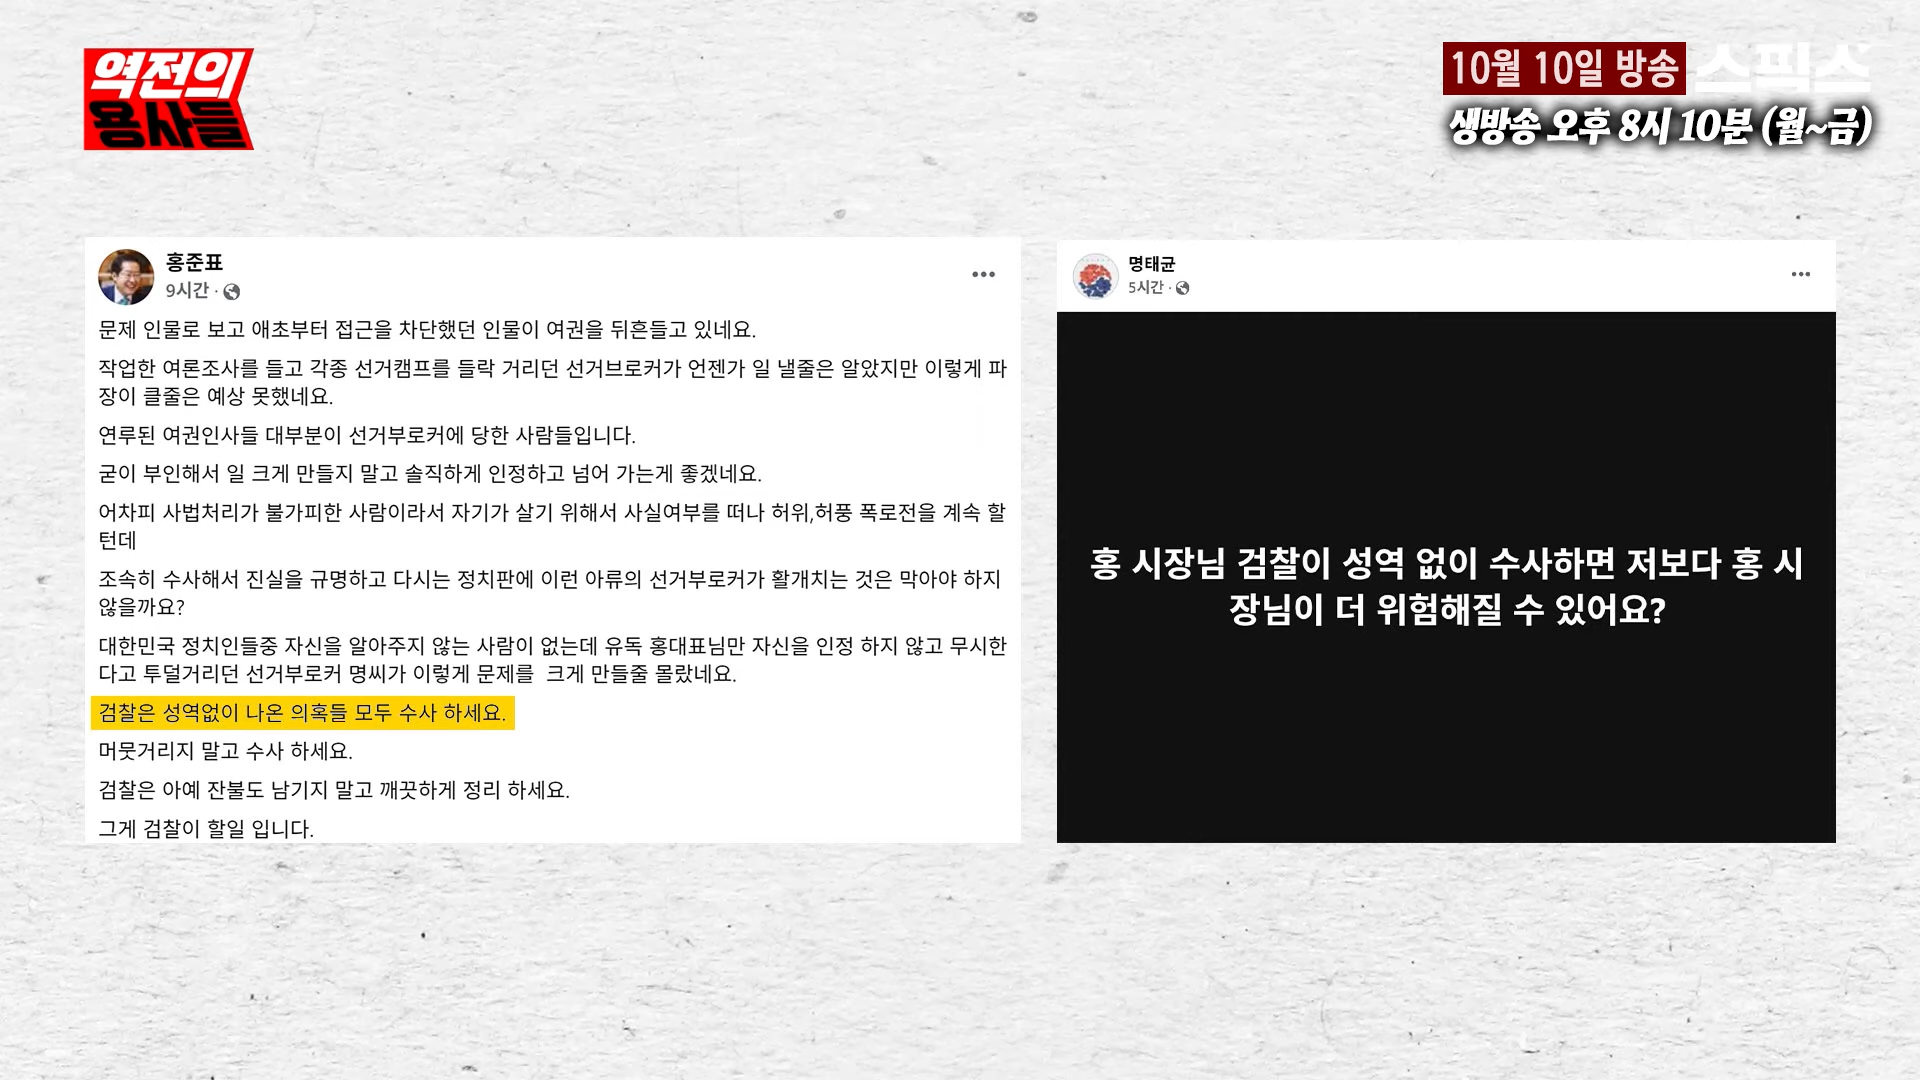 역전의
용사들
10월 10일 방송
스픽스
생방송 오후 8시 10분 (월~금)
홍준표
9시간 ·
문제 인물로 보고 애초부터 접근을 차단했던 인물이 여권을 뒤흔들고 있네요.
작업한 여론조사를 들고 각종 선거캠프를 들락 거리던 선거브로커가 언젠가 일 낼줄은 알았지만 이렇게 파
장이 클줄은 예상 못했네요.
연루된 여권인사들 대부분이 선거부로커에 당한 사람들입니다.
굳이 부인해서 일 크게 만들지 말고 솔직하게 인정하고 넘어 가는게 좋겠네요.
어차피 사법처리가 불가피한 사람이라서 자기가 살기 위해서 사실여부를 떠나 허위,허풍 폭로전을 계속 할
턴데
조속히 수사해서 진실을 규명하고 다시는 정치판에 이런 아류의 선거부로커가 활개치는 것은 막아야 하지
않을까요?
대한민국 정치인들중 자신을 알아주지 않는 사람이 없는데 유독 홍대표님만 자신을 인정 하지 않고 무시한
다고 투덜거리던 선거부로커 명씨가 이렇게 문제를 크게 만들줄 몰랐네요.
검찰은 성역없이 나온 의혹들 모두 수사 하세요.
머뭇거리지 말고 수사 하세요.
검찰은 아예 잔불도 남기지 말고 깨끗하게 정리 하세요.
그게 검찰이 할일 입니다.
명태균
5시간 ·
홍 시장님 검찰이 성역 없이 수사하면 저보다 홍 시
장님이 더 위험해질 수 있어요?